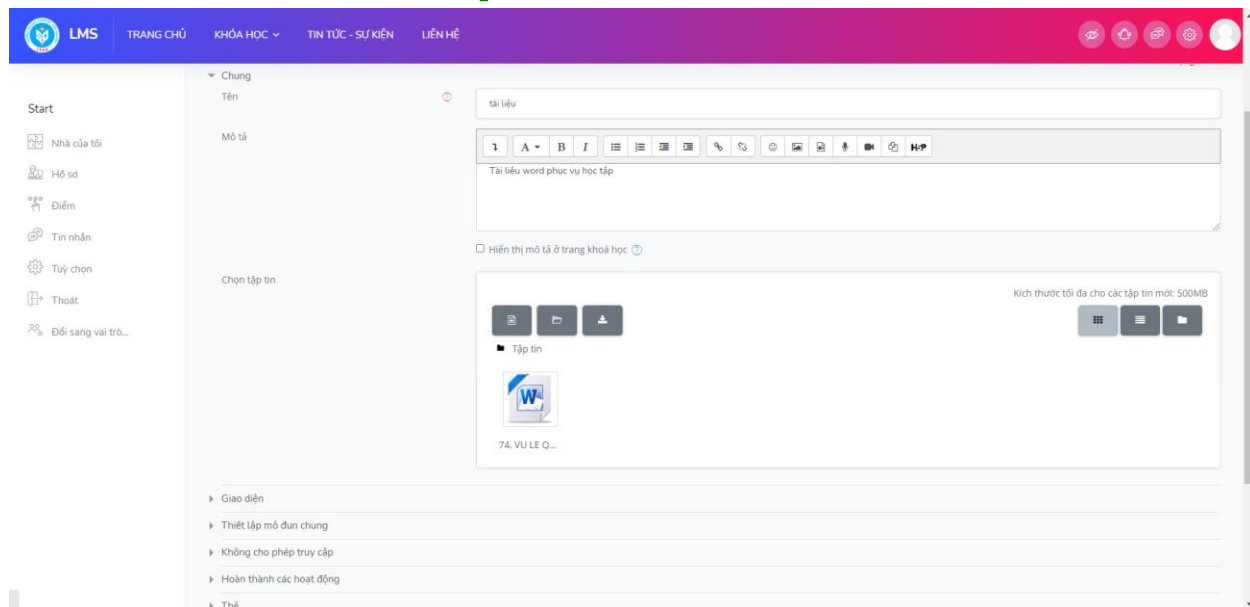 LMS
TRANG CHỦ
KHÓA HỌC
TIN TỨC - SỰ KIỆN
LIÊN HỆ
Start
Nhà của tôi
Hồ sơ
Điểm
Tin nhắn
Tuỳ chọn
Thoát
Đổi sang vai trò...
Chung
Tên
tài liệu
Mô tả
A
B
I
H-P
Tài liệu word phục vụ học tập
Hiển thị mô tả ở trang khoá học
Chọn tập tin
Kích thước tối đa cho các tập tin mới: 500MB
Tập tin
W
74. VU LE Q...
Giao diện
Thiết lập mô đun chung
Không cho phép truy cập
Hoàn thành các hoạt động
Thẻ